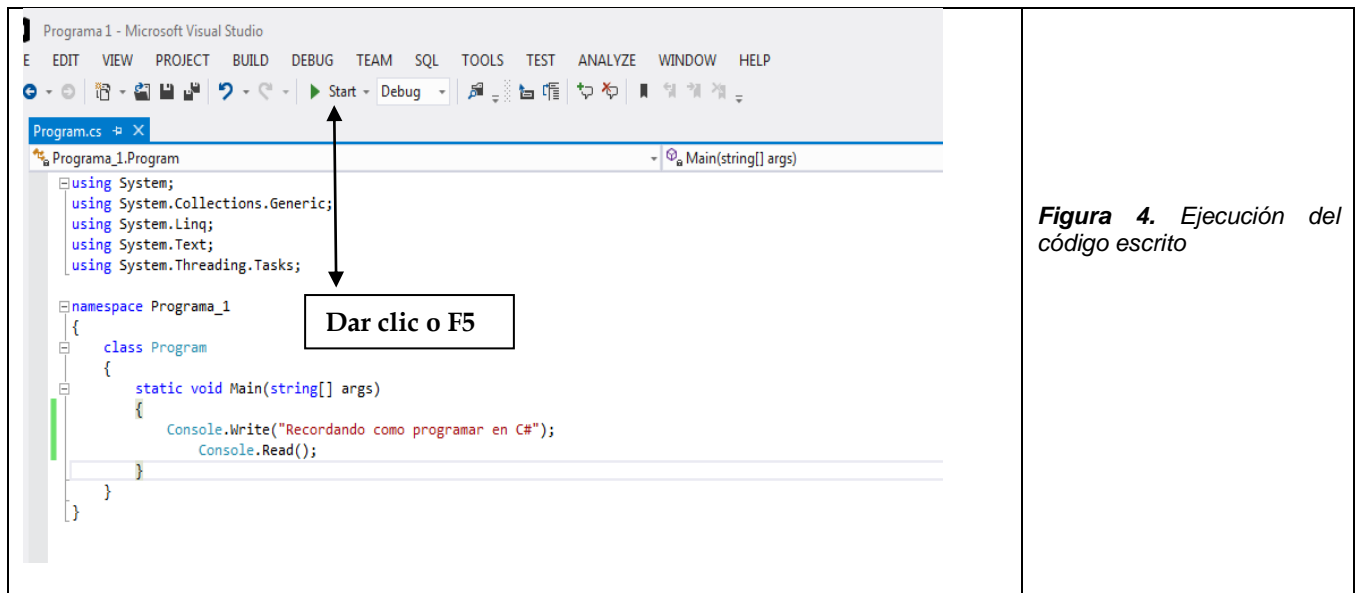 Programa 1 - Microsoft Visual Studio
E EDIT VIEW PROJECT BUILD DEBUG TEAM SQL TOOLS TEST ANALYZE WINDOW HELP
Start Debug
Program.cs
Programa_1.Program Main(string[] args)
using System;
using System.Collections.Generic;
using System.Linq;
using System.Text;
using System.Threading.Tasks;
namespace Programa_1
{
class Program
{
static void Main(string[] args)
{
Console.Write("Recordando como programar en C#");
Console.Read();
}
}
}
Dar clic o F5
Figura 4. Ejecución del
código escrito